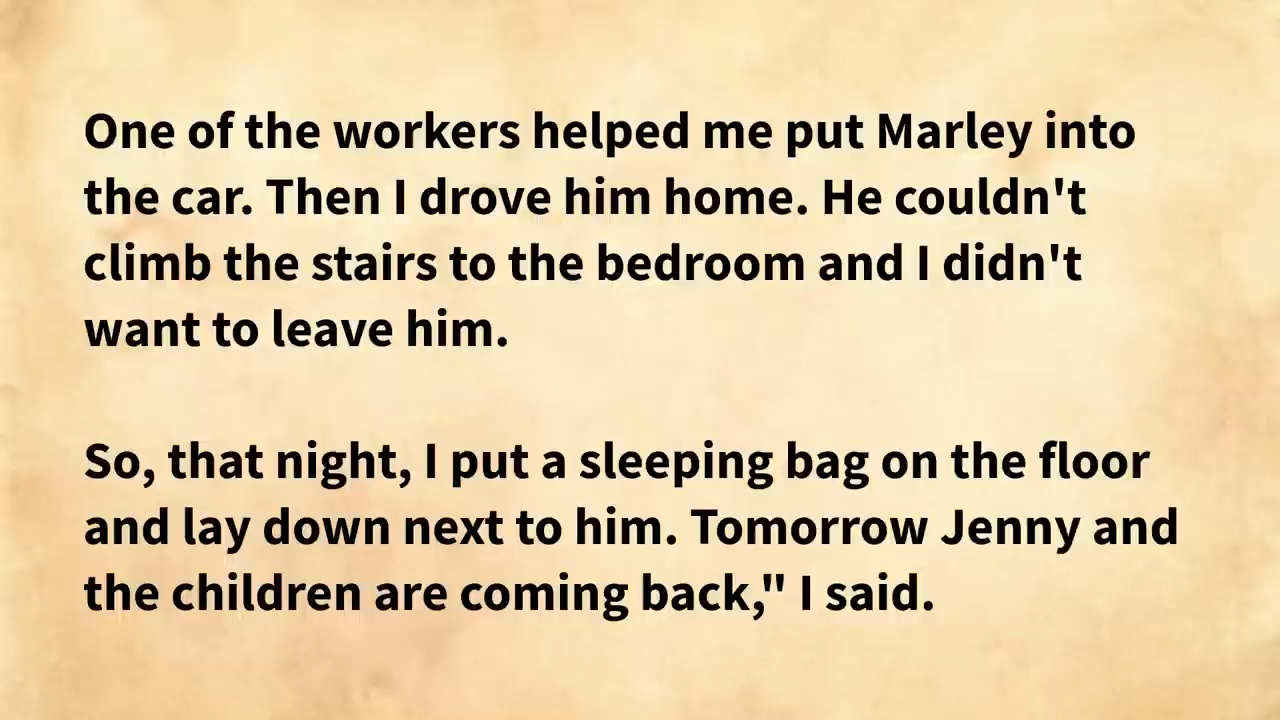 One of the workers helped me put Marley into
the car. Then I drove him home. He couldn't
climb the stairs to the bedroom and I didn't
want to leave him.
So, that night, I put a sleeping bag on the floor
and lay down next to him. Tomorrow Jenny and
the children are coming back," I said.